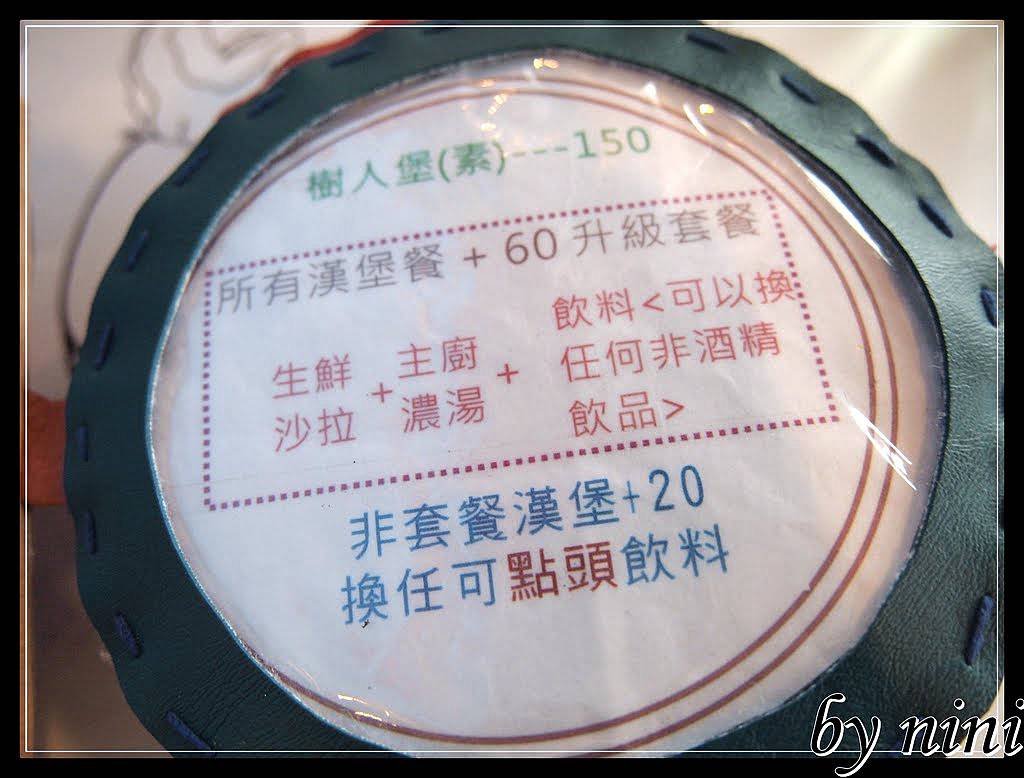 樹人堡(素)---150
所有漢堡餐 + 60 升級套餐
生鮮沙拉 + 主廚濃湯 + 飲料<可以換任何非酒精飲品>
非套餐漢堡+20
換任可點頭飲料
by nini